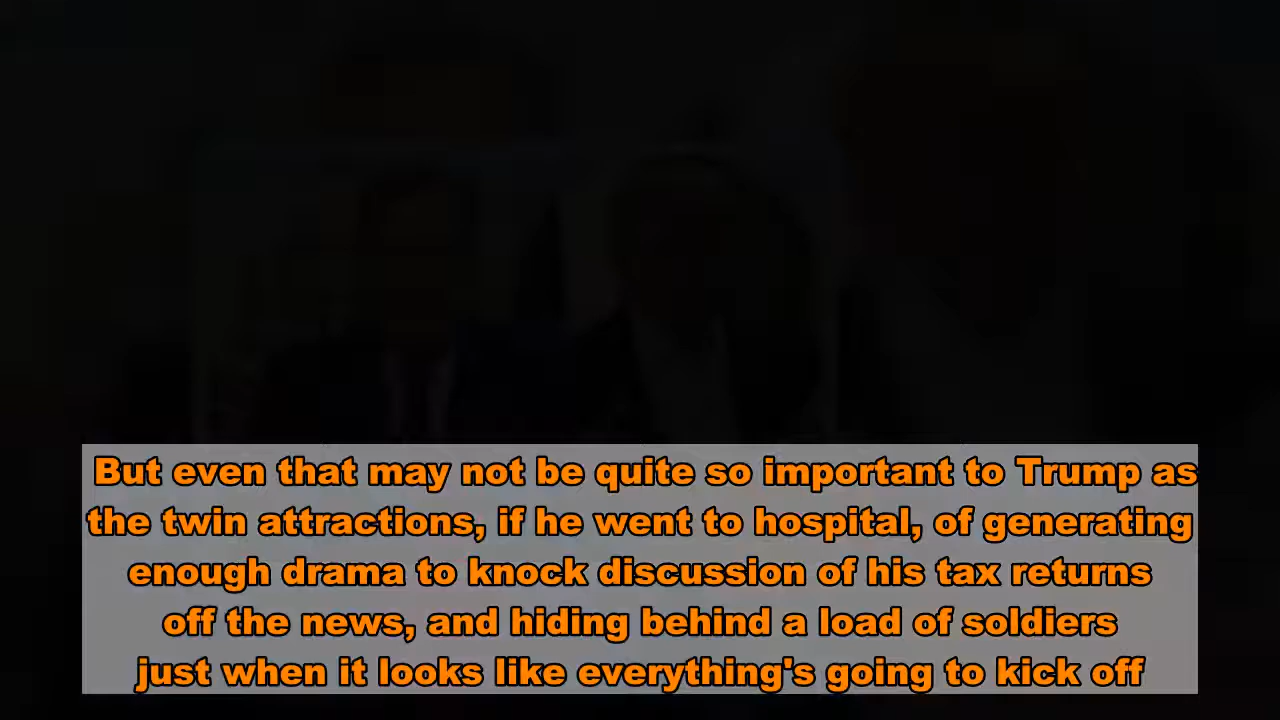 But even that may not be quite so important to Trump as
the twin attractions, if he went to hospital, of generating
enough drama to knock discussion of his tax returns
off the news, and hiding behind a load of soldiers
just when it looks like everything's going to kick off